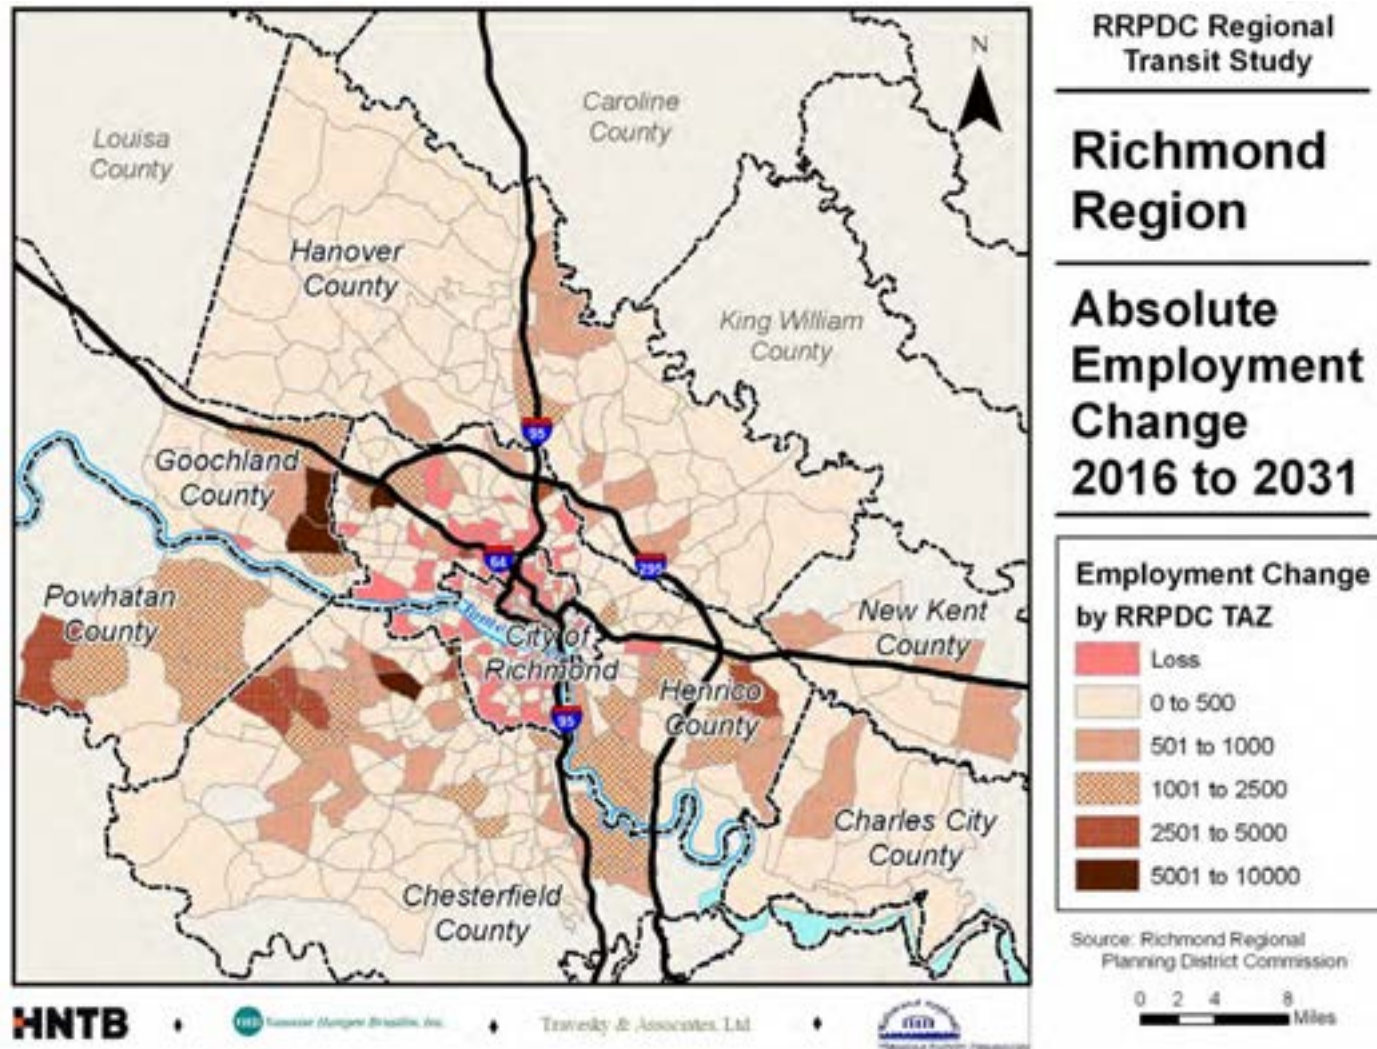 RRPDC Regional
Transit Study
Richmond
Region
Absolute
Employment
Change
2016 to 2031
Employment Change
by RRPDC TAZ
Loss
0 to 500
501 to 1000
1001 to 2500
2501 to 5000
5001 to 10000
Source: Richmond Regional
Planning District Commission
0 2 4 8
Miles
N
Louisa
County
Caroline
County
Hanover
County
King William
County
Goochland
County
Powhatan
County
New Kent
County
City of
Richmond
Henrico
County
Charles City
County
Chesterfield
County
95
64
295
95
HNTB
Travesky & Associates, Ltd